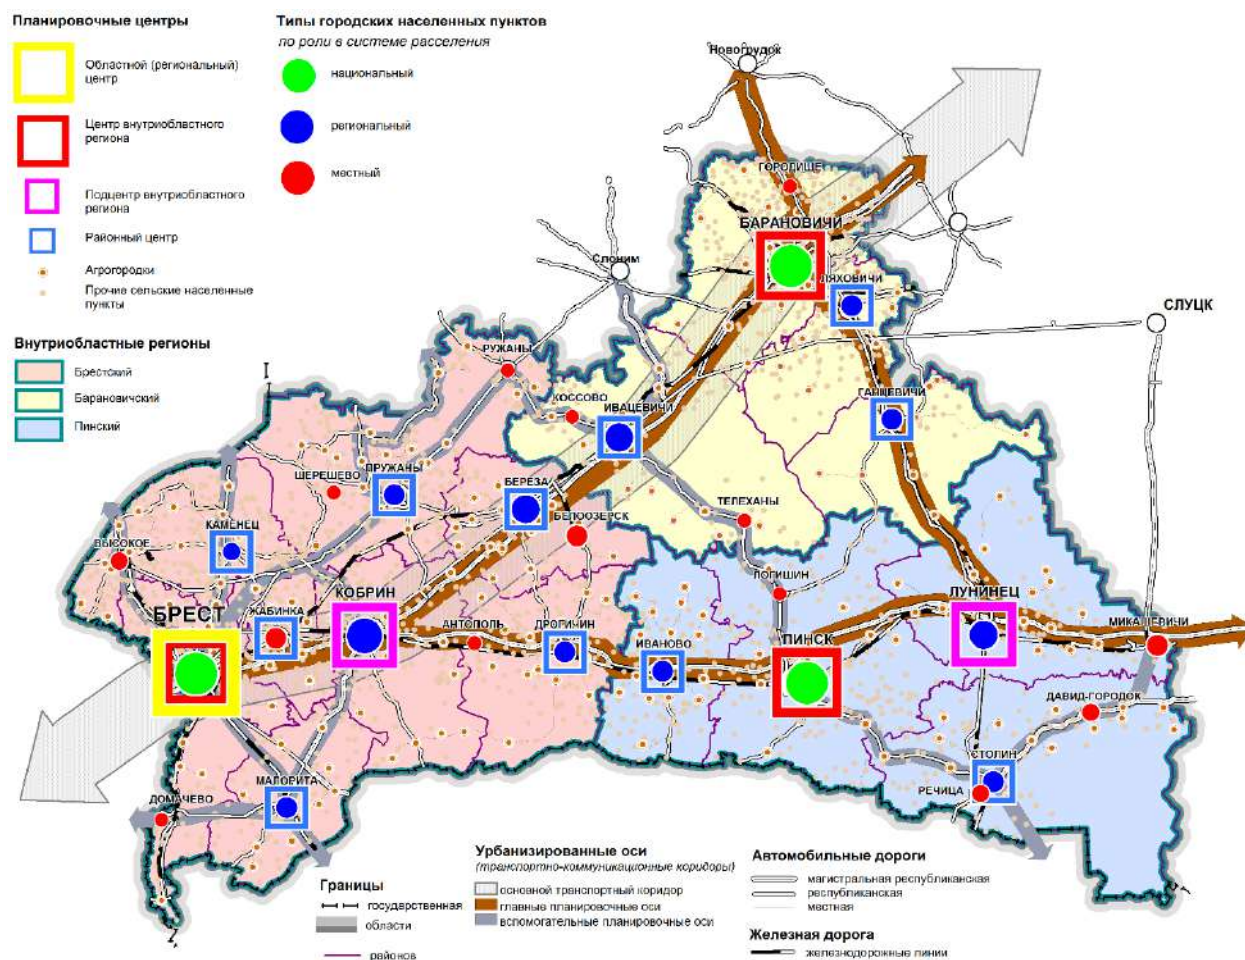 Планировочные центры
Областной (региональный)
центр
Центр внутриобластного
региона
Подцентр внутриобластного
региона
Районный центр
Агрогородки
Прочие сельские населенные
пункты
Внутриобластные регионы
Брестский
Барановичский
Пинский
Типы городских населенных пунктов
по роли в системе расселения
национальный
региональный
местный
Новогрудок
ГОРОДИЩЕ
БАРАНОВИЧИ
Слоним
ЛЯХОВИЧИ
СЛУЦК
РУЖАНЫ
КОССОВО
ИВАЦЕВИЧИ
ГАНЦЕВИЧИ
ШЕРЕШЕВО
ПРУЖАНЫ
БЕРЕЗА
БЕЛООЗЕРСК
ТЕЛЕХАНЫ
КАМЕНЕЦ
ВЫСОКОЕ
ЛОГИШИН
БРЕСТ
ЖАБИНКА
КОБРИН
АНТОПОЛЬ
ДРОГИЧИН
ИВАНОВО
ПИНСК
ЛУНИНЕЦ
МИКАШЕВИЧИ
ДАВИД-ГОРОДОК
СТОЛИН
РЕЧИЦА
МАЛОРИТА
ДОМАЧЕВО
Границы
государственная
области
районов
Урбанизированные оси
(транспортно-коммуникационные коридоры)
основной транспортный коридор
главные планировочные оси
вспомогательные планировочные оси
Автомобильные дороги
магистральная республиканская
республиканская
местная
Железная дорога
железнодорожные линии